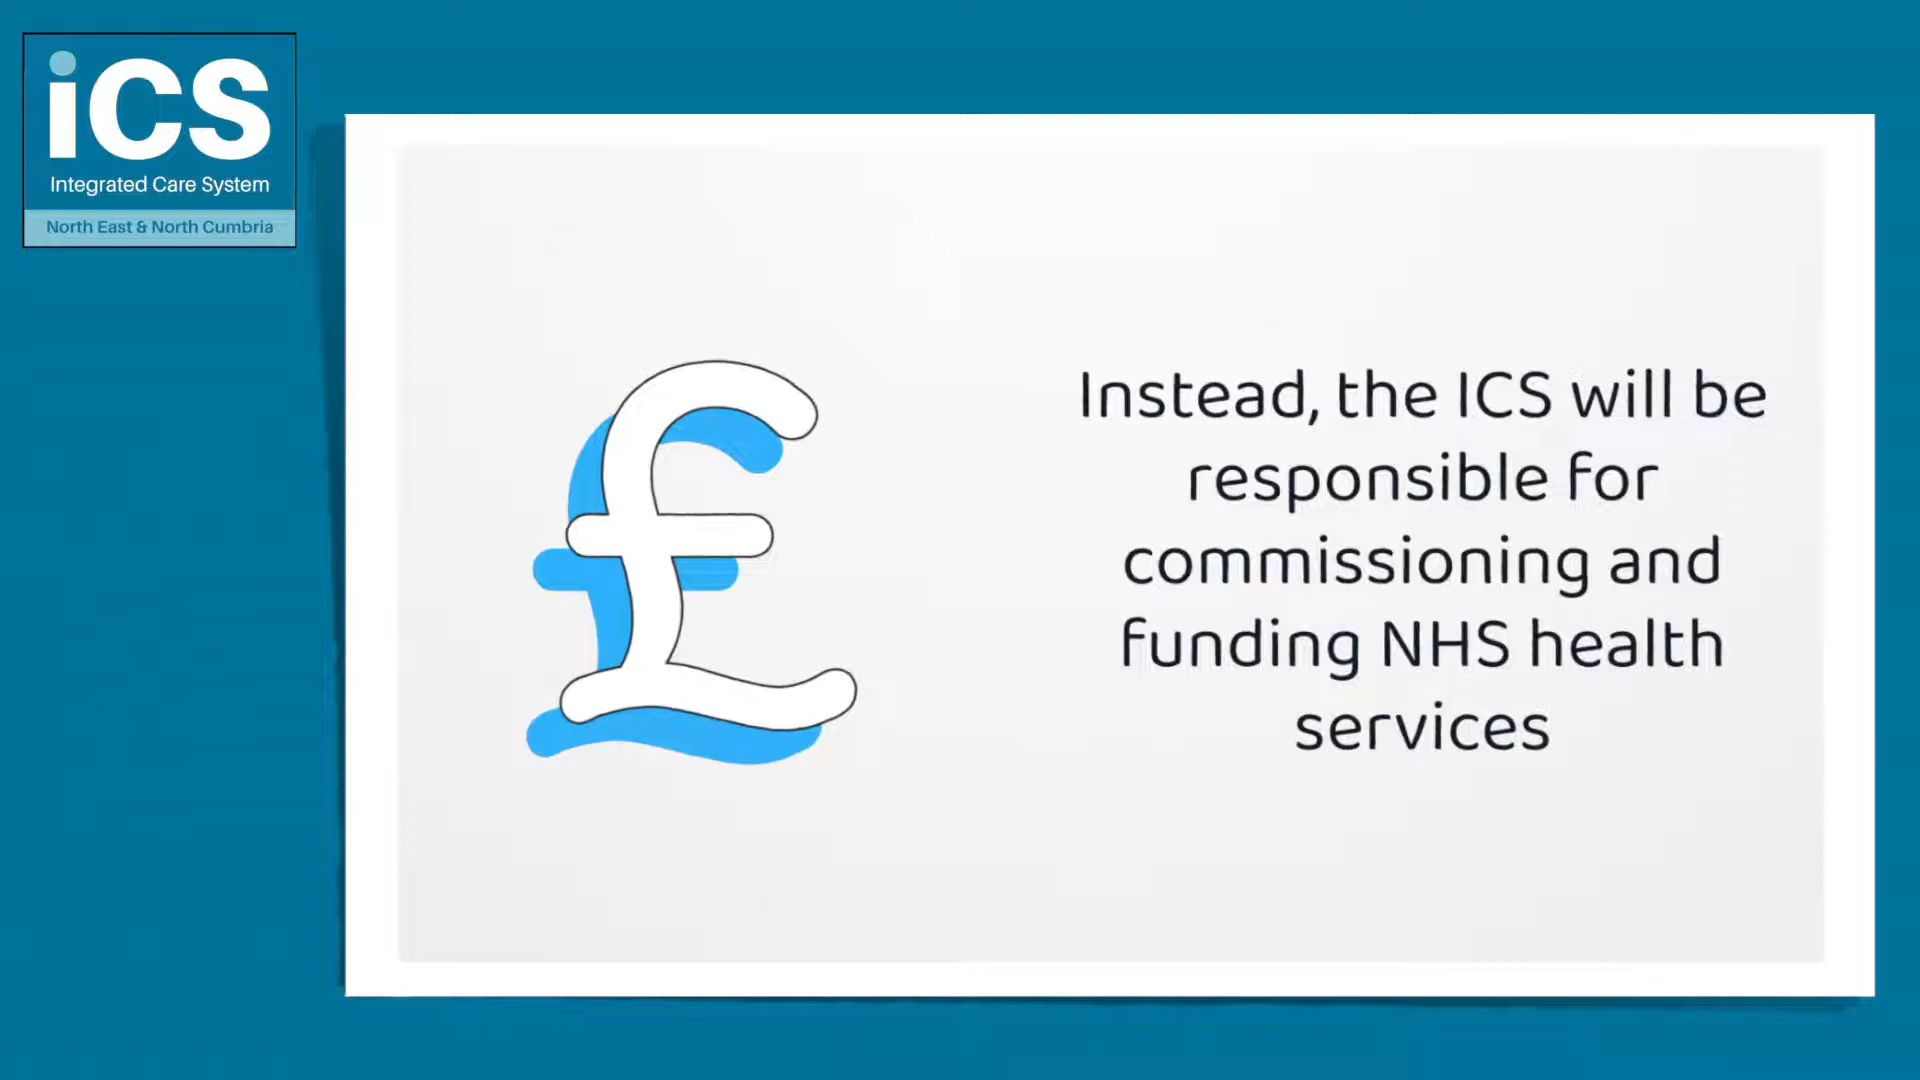 iCS
Integrated Care System
North East & North Cumbria
£
Instead, the ICS will be
responsible for
commissioning and
funding NHS health
services